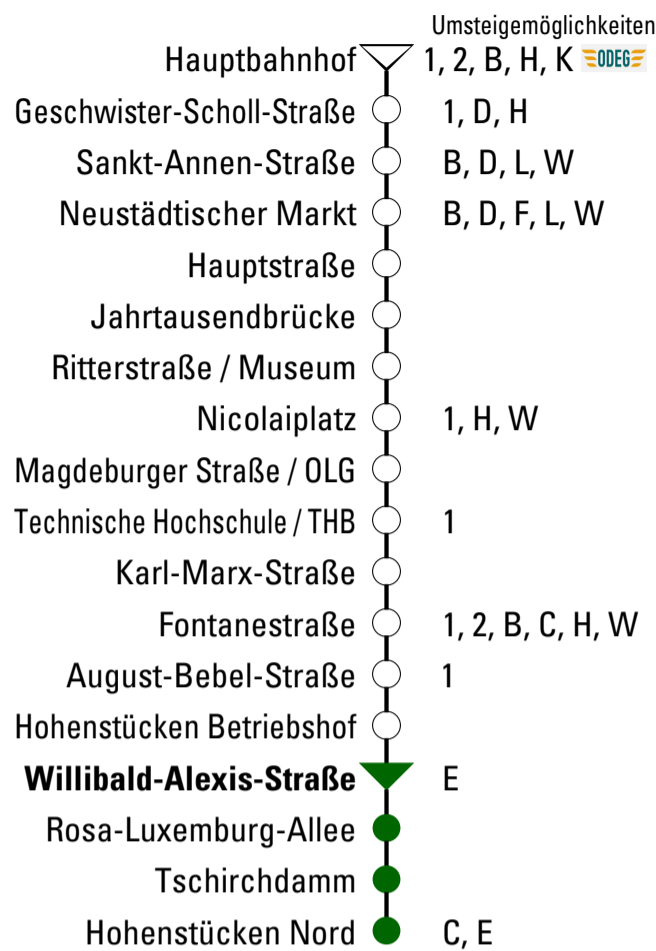 Umsteigemöglichkeiten
Hauptbahnhof 1, 2, B, H, K ODEG
Geschwister-Scholl-Straße 1, D, H
Sankt-Annen-Straße B, D, L, W
Neustädtischer Markt B, D, F, L, W
Hauptstraße
Jahrtausendbrücke
Ritterstraße / Museum
Nicolaiplatz 1, H, W
Magdeburger Straße / OLG
Technische Hochschule / THB 1
Karl-Marx-Straße
Fontanestraße 1, 2, B, C, H, W
August-Bebel-Straße 1
Hohenstücken Betriebshof
Willibald-Alexis-Straße E
Rosa-Luxemburg-Allee
Tschirchdamm
Hohenstücken Nord C, E